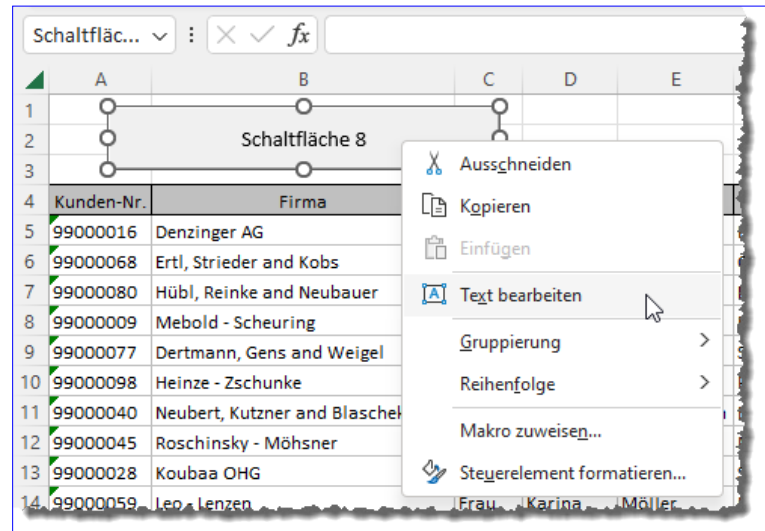 Schaltfläc... fx
A B C D E
1
2 Schaltfläche 8
3
Ausschneiden
4 Kunden-Nr. Firma
Kopieren
5 99000016 Denzinger AG
Einfügen
6 99000068 Ertl, Strieder and Kobs
7 99000080 Hübl, Reinke and Neubauer
Text bearbeiten
8 99000009 Mebold - Scheuring
Gruppierung
9 99000077 Dertmann, Gens and Weigel
10 99000098 Heinze - Zschunke
Reihenfolge
11 99000040 Neubert, Kutzner and Blaschek
Makro zuweisen...
12 99000045 Roschinsky - Möhsner
13 99000028 Koubaa OHG
Steuerelement formatieren...
14 99000059 Leo - Lenzen Frau Karina Möller